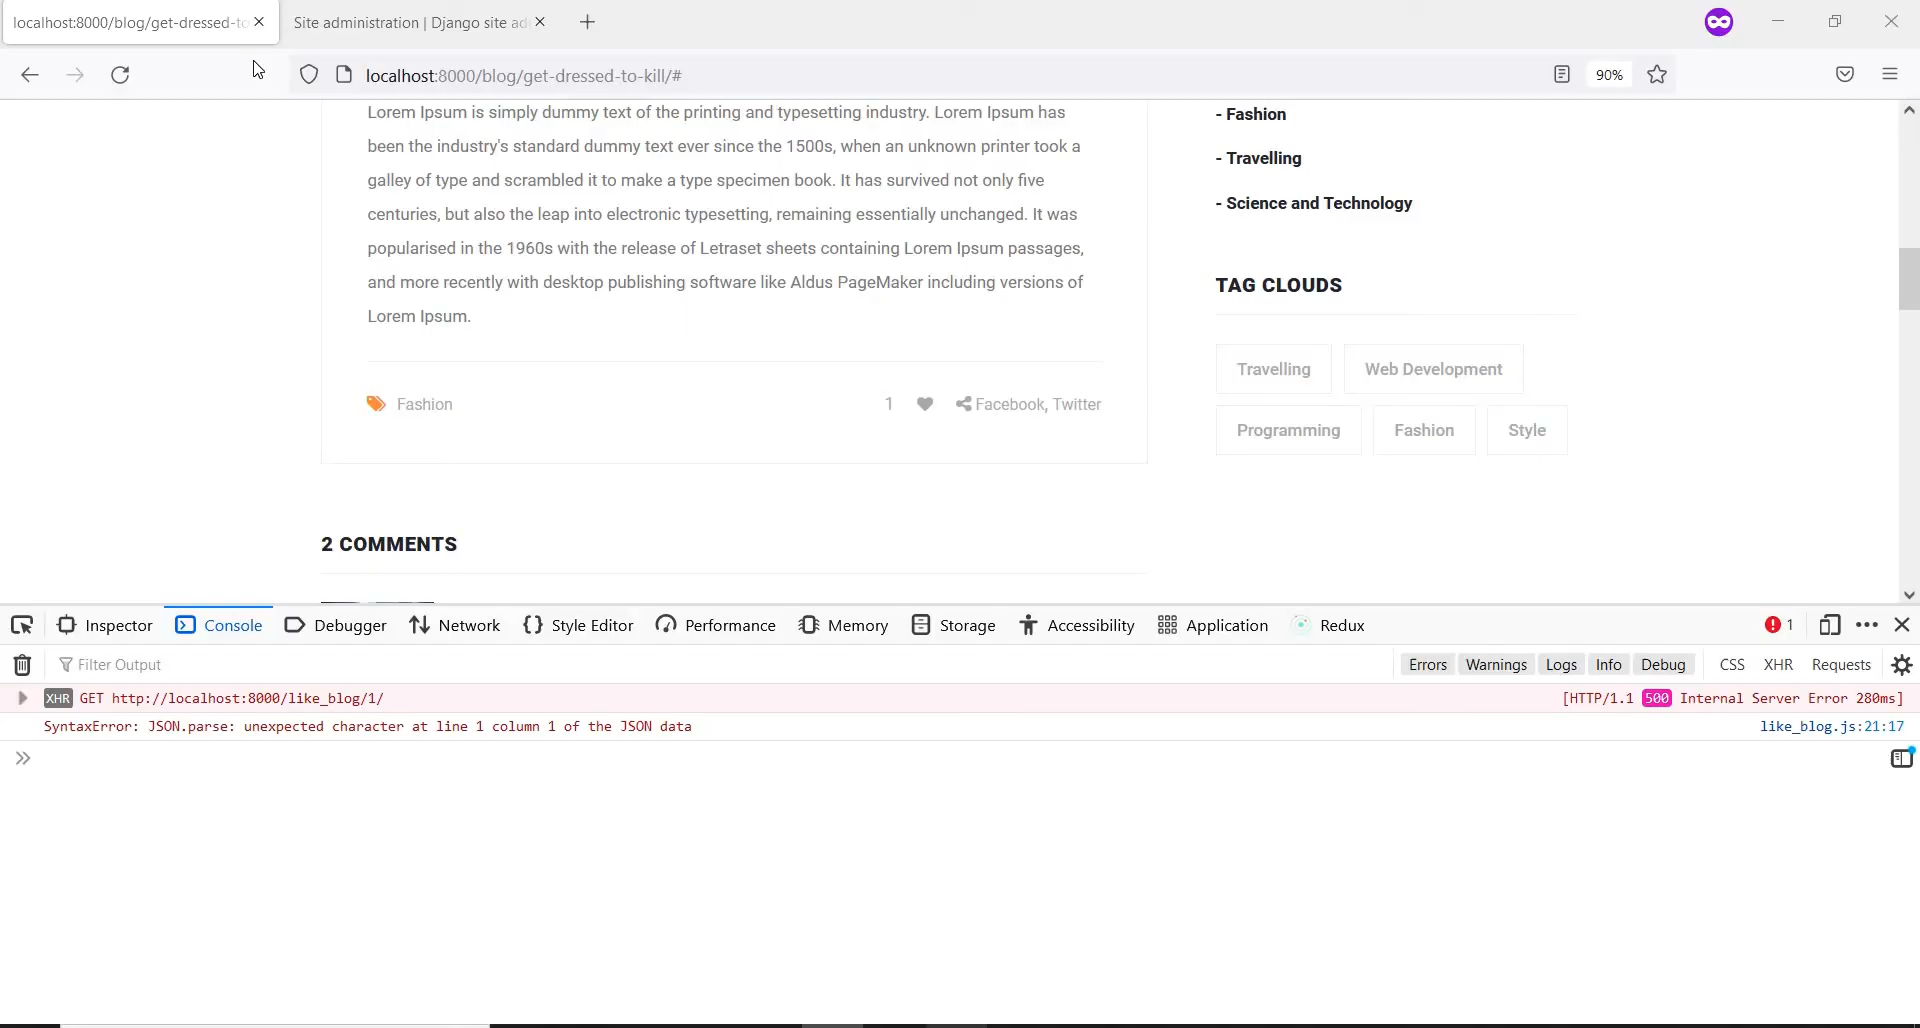 localhost:8000/blog/get-dressed-to-
Site administration | Django site ad
localhost:8000/blog/get-dressed-to-kill/#
90%
Lorem Ipsum is simply dummy text of the printing and typesetting industry. Lorem Ipsum has
been the industry's standard dummy text ever since the 1500s, when an unknown printer took a
galley of type and scrambled it to make a type specimen book. It has survived not only five
centuries, but also the leap into electronic typesetting, remaining essentially unchanged. It was
popularised in the 1960s with the release of Letraset sheets containing Lorem Ipsum passages,
and more recently with desktop publishing software like Aldus PageMaker including versions of
Lorem Ipsum.
Fashion
1
Facebook, Twitter
2 COMMENTS
- Fashion
- Travelling
- Science and Technology
TAG CLOUDS
Travelling Web Development
Programming Fashion Style
Inspector Console Debugger Network Style Editor Performance Memory Storage Accessibility Application Redux 1
Filter Output Errors Warnings Logs Info Debug CSS XHR Requests
XHR GET http://localhost:8000/like_blog/1/ [HTTP/1.1 500 Internal Server Error 280ms]
SyntaxError: JSON.parse: unexpected character at line 1 column 1 of the JSON data like_blog.js:21:17